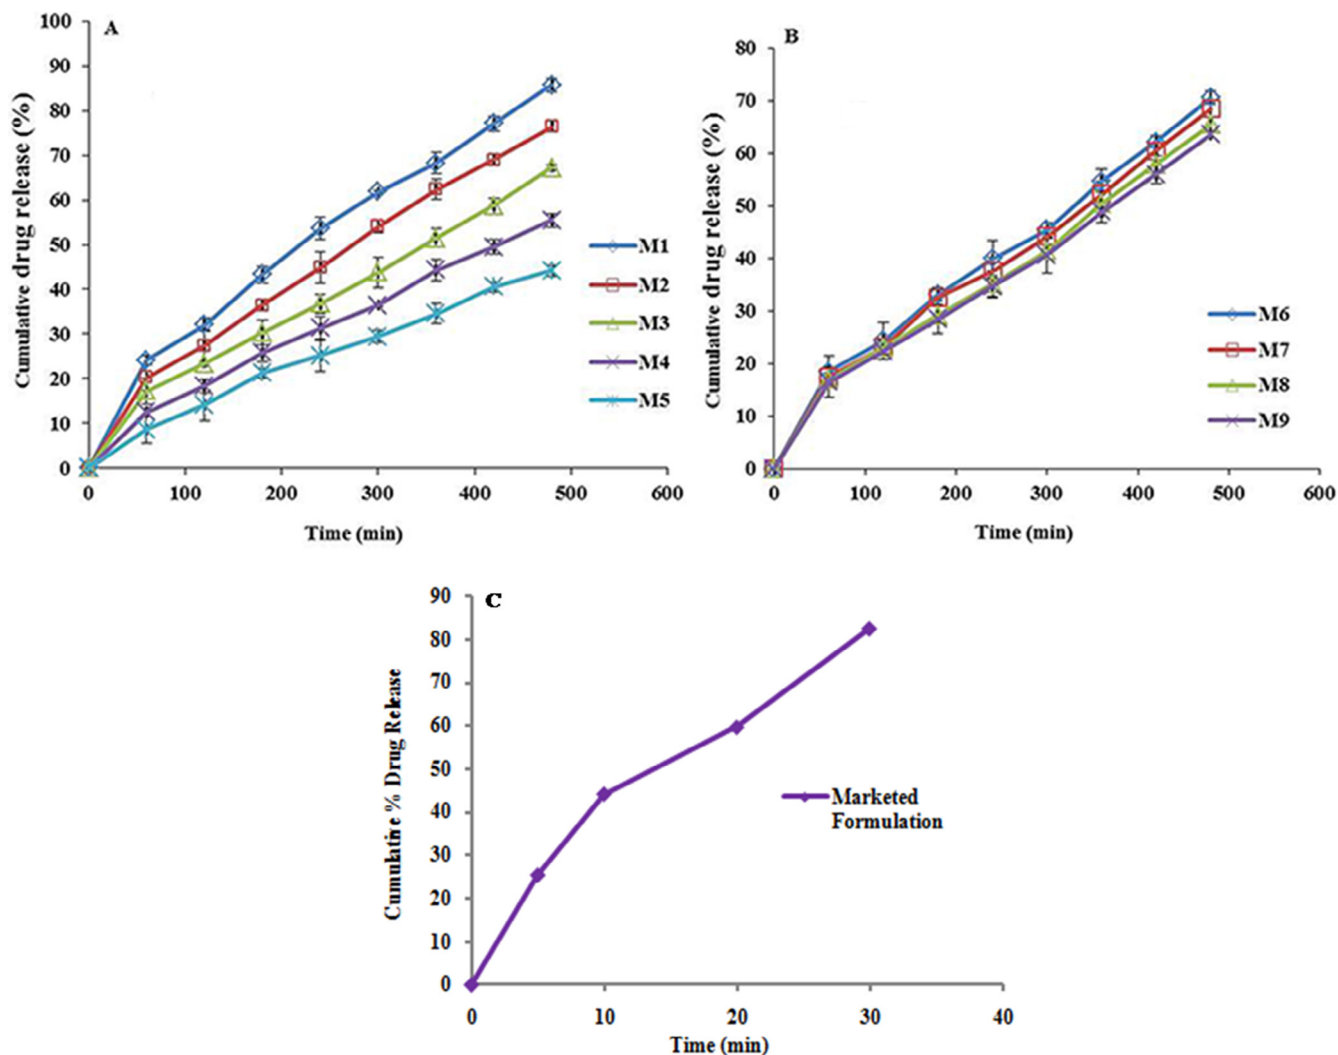 A
Cumulative drug release (%)
100
90
80
70
60
50
40
30
20
10
0
0 100 200 300 400 500 600
Time (min)
M1
M2
M3
M4
M5
B
Cumulative drug release (%)
80
70
60
50
40
30
20
10
0
0 100 200 300 400 500 600
Time (min)
M6
M7
M8
M9
C
Cumulative % Drug Release
90
80
70
60
50
40
30
20
10
0
0 10 20 30 40
Time (min)
Marketed
Formulation